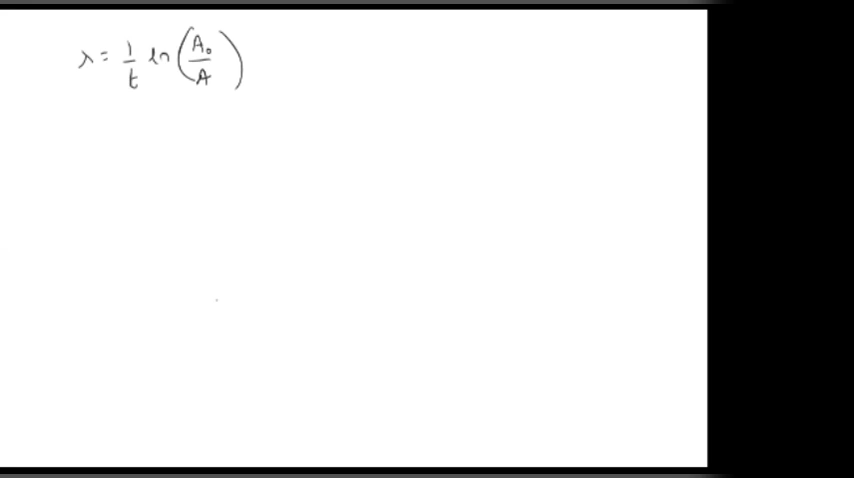 λ = 1/t ln(A₀/A)